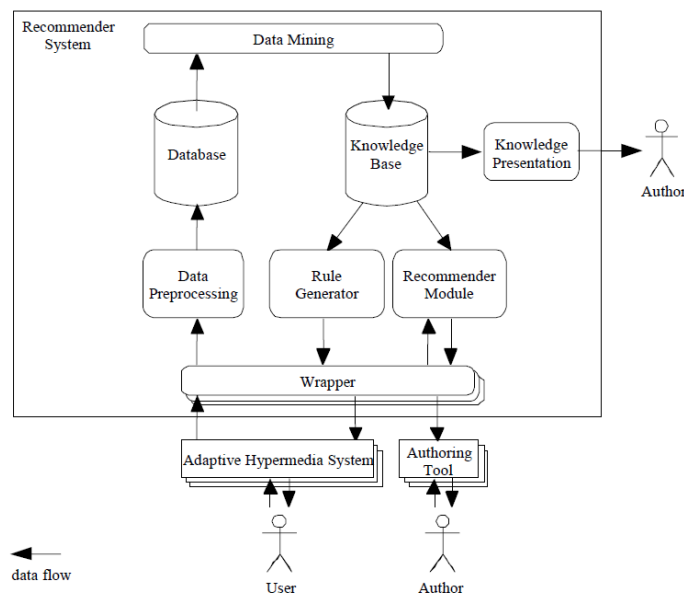 Recommender
System
Data Mining
Database
Knowledge
Base
Knowledge
Presentation
Author
Data
Preprocessing
Rule
Generator
Recommender
Module
Wrapper
Adaptive Hypermedia System
Authoring
Tool
data flow
User
Author